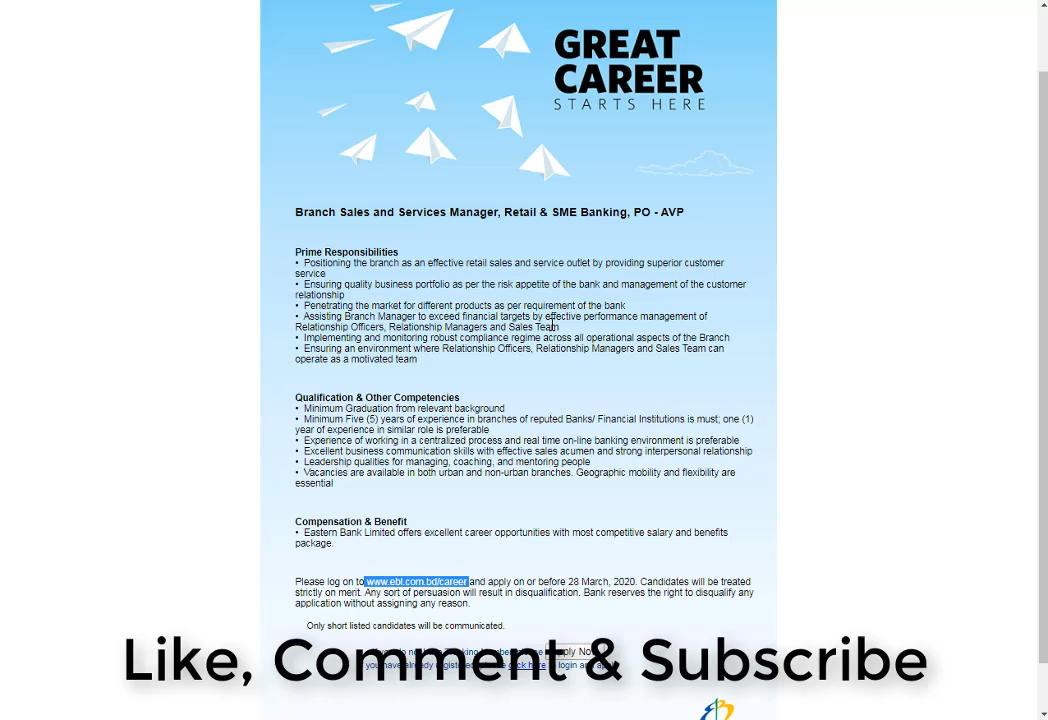 GREAT
CAREER
STARTS HERE
Branch Sales and Services Manager, Retail & SME Banking, PO - AVP
Prime Responsibilities
• Positioning the branch as an effective retail sales and service outlet by providing superior customer
service
• Ensuring quality business portfolio as per the risk appetite of the bank and management of the customer
relationship
• Penetrating the market for different products as per requirement of the bank
• Assisting Branch Manager to exceed financial targets by effective performance management of
Relationship Officers, Relationship Managers and Sales Team
• Implementing and monitoring robust compliance regime across all operational aspects of the Branch
• Ensuring an environment where Relationship Officers, Relationship Managers and Sales Team can
operate as a motivated team
Qualification & Other Competencies
• Minimum Graduation from relevant background
• Minimum Five (5) years of experience in branches of reputed Banks/ Financial Institutions is must; one (1)
year of experience in similar role is preferable
• Experience of working in a centralized process and real time on-line banking environment is preferable
• Excellent business communication skills with effective sales acumen and strong interpersonal relationship
• Leadership qualities for managing, coaching, and mentoring people
• Vacancies are available in both urban and non-urban branches. Geographic mobility and flexibility are
essential
Compensation & Benefit
• Eastern Bank Limited offers excellent career opportunities with most competitive salary and benefits
package.
Please log on to www.ebl.com.bd/career and apply on or before 28 March, 2020. Candidates will be treated
strictly on merit. Any sort of persuasion will result in disqualification. Bank reserves the right to disqualify any
application without assigning any reason.
Only short listed candidates will be communicated.
click here login
Like, Comment & Subscribe